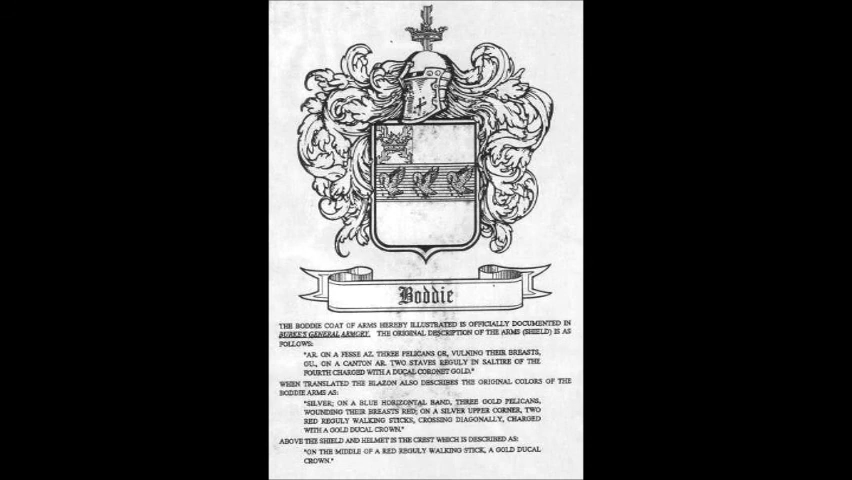 Boddie
THE BODDIE COAT OF ARMS HEREBY ILLUSTRATED IS OFFICIALLY DOCUMENTED IN
BURKE'S GENERAL ARMORY. THE ORIGINAL DESCRIPTION OF THE ARMS (SHIELD) IS AS
FOLLOWS:
"AR. ON A FESSE AZ. THREE PELICANS OR, VULNING THEIR BREASTS,
GU., ON A CANTON AR. TWO STAVES REGULY IN SALTIRE OF THE
FOURTH CHARGED WITH A DUCAL CORONET GOLD."
WHEN TRANSLATED THE BLAZON ALSO DESCRIBES THE ORIGINAL COLORS OF THE
BODDIE ARMS AS:
"SILVER; ON A BLUE HORIZONTAL BAND, THREE GOLD PELICANS,
WOUNDING THEIR BREASTS RED; ON A SILVER UPPER CORNER, TWO
RED REGULY WALKING STICKS, CROSSING DIAGONALLY, CHARGED
WITH A GOLD DUCAL CROWN."
ABOVE THE SHIELD AND HELMET IS THE CREST WHICH IS DESCRIBED AS:
"ON THE MIDDLE OF A RED REGULY WALKING STICK, A GOLD DUCAL
CROWN."